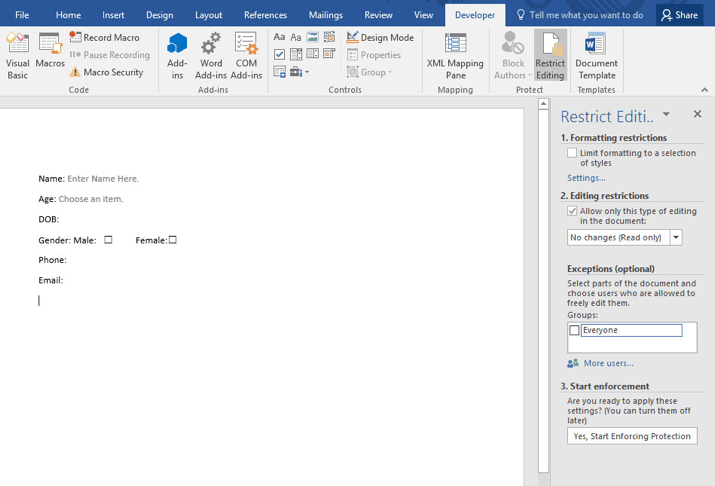 File Home Insert Design Layout References Mailings Review View Developer Tell me what you want to do Share
Visual Basic
Macros
Record Macro
Pause Recording
Macro Security
Code
Add-ins
Word Add-ins
COM Add-ins
Add-ins
Aa Aa
Design Mode
Properties
Group
Controls
XML Mapping Pane
Mapping
Block Authors
Restrict Editing
Protect
Document Template
Templates
Name: Enter Name Here.
Age: Choose an item.
DOB:
Gender: Male: ☐ Female:☐
Phone:
Email:
Restrict Editi..
1. Formatting restrictions
Limit formatting to a selection
of styles
Settings...
2. Editing restrictions
Allow only this type of editing
in the document:
No changes (Read only)
Exceptions (optional)
Select parts of the document and
choose users who are allowed to
freely edit them.
Groups:
Everyone
More users...
3. Start enforcement
Are you ready to apply these
settings? (You can turn them off
later)
Yes, Start Enforcing Protection